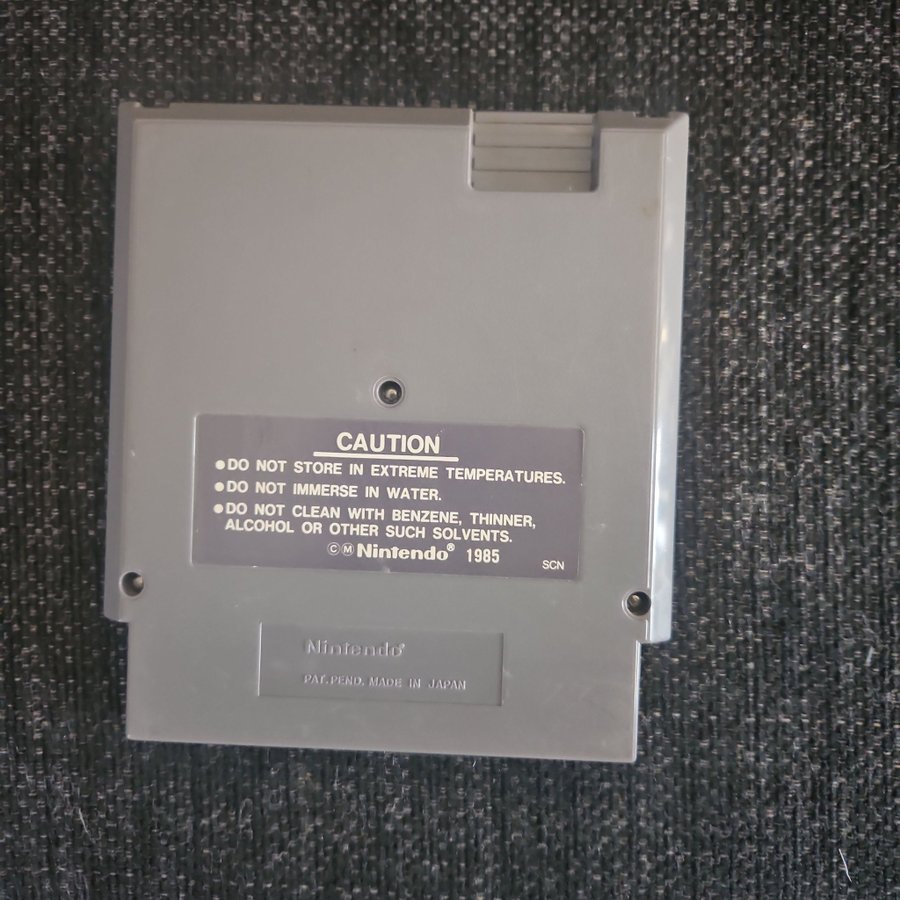 CAUTION
●DO NOT STORE IN EXTREME TEMPERATURES.
●DO NOT IMMERSE IN WATER.
●DO NOT CLEAN WITH BENZENE, THINNER,
ALCOHOL OR OTHER SUCH SOLVENTS.
ⒸⓂNintendo® 1985
SCN
Nintendo®
PAT. PEND. MADE IN JAPAN